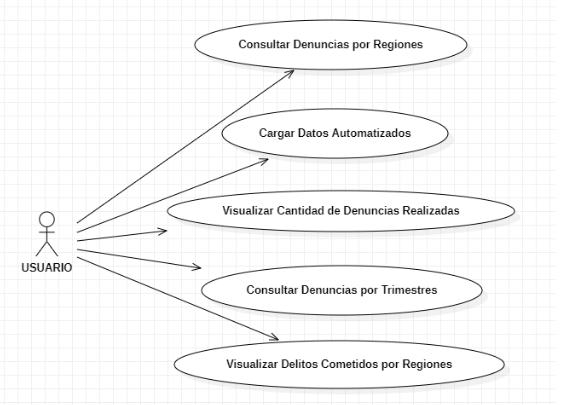 Consultar Denuncias por Regiones
Cargar Datos Automatizados
Visualizar Cantidad de Denuncias Realizadas
USUARIO
Consultar Denuncias por Trimestres
Visualizar Delitos Cometidos por Regiones